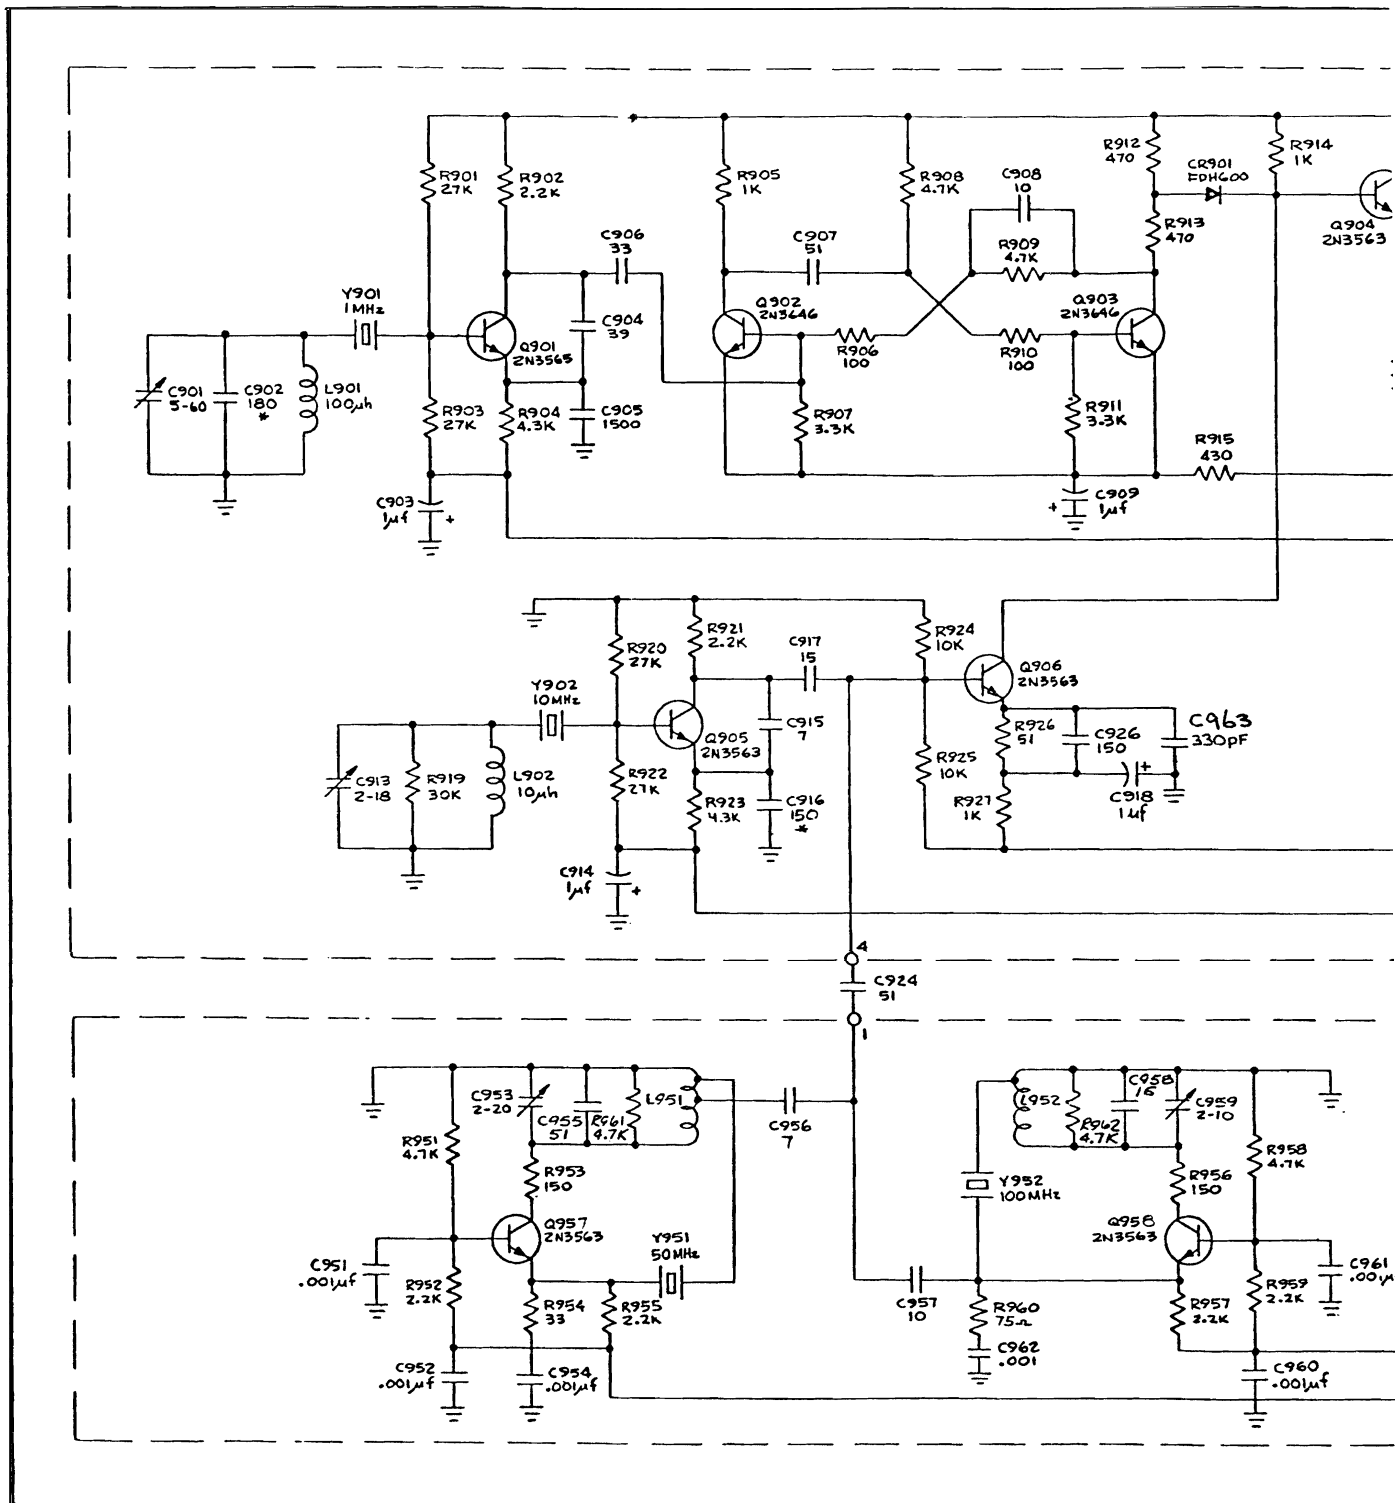 R901
27K
R902
2.2K
R905
1K
R908
4.7K
C908
10
R912
470
CR901
FDH600
R914
1K
C906
33
C907
51
R909
4.7K
R913
470
Q904
2N3563
Y901
1MHz
Q902
2N3646
Q903
2N3646
C904
39
Q901
2N3565
R906
100
R910
100
C901
5-60
C902
180
*
L901
100μh
R903
27K
R904
4.3K
C905
1500
R907
3.3K
R911
3.3K
R915
430
C903
1μf
+
C909
1μf
+
R920
27K
R921
2.2K
C917
15
R924
10K
Q906
2N3563
Y902
10MHz
C915
7
Q905
2N3563
R926
51
C926
150
C963
330pF
C913
2-18
R919
30K
L902
10μh
R922
27K
R923
4.3K
C916
150
*
R925
10K
R927
1K
C918
1μf
+
C914
1μf
+
4
C924
51
1
C953
2-20
C955
51
R961
4.7K
L951
C956
7
L952
R962
4.7K
C958
16
C959
2-10
R951
4.7K
R953
150
R958
4.7K
Y952
100MHz
R956
150
Q957
2N3563
Y951
50MHz
Q958
2N3563
C951
.001μf
R952
2.2K
R954
33
R955
2.2K
C957
10
R960
75Ω
R957
2.2K
R959
2.2K
C961
.001μ
C952
.001μf
C954
.001μf
C962
.001
C960
.001μf